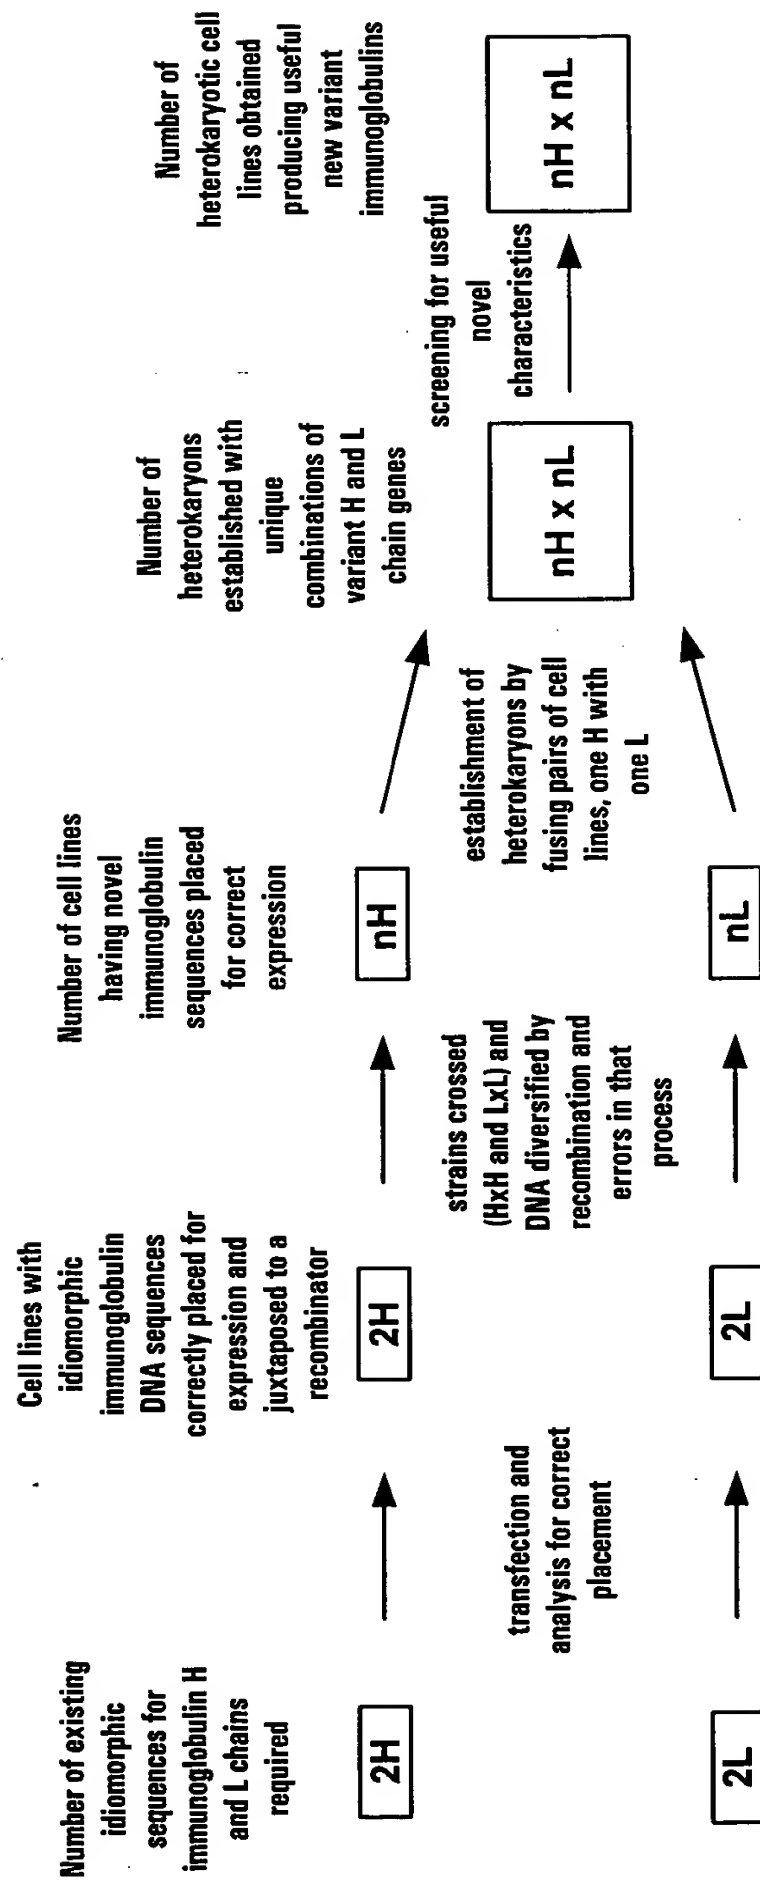 Number of existing
idiomorphic
sequences for
immunoglobulin H
and L chains
required
2H
2L
transfection and
analysis for correct
placement
Cell lines with
idiomorphic
immunoglobulin
DNA sequences
correctly placed for
expression and
juxtaposed to a
recombinator
2H
2L
strains crossed
(HxH and LxL) and
DNA diversified by
recombination and
errors in that
process
Number of cell lines
having novel
immunoglobulin
sequences placed
for correct
expression
nH
nL
establishment of
heterokaryons by
fusing pairs of cell
lines, one H with
one L
Number of
heterokaryons
established with
unique
combinations of
variant H and L
chain genes
nH x nL
screening for useful
novel
characteristics
Number of
heterokaryotic cell
lines obtained
producing useful
new variant
immunoglobulins
nH x nL